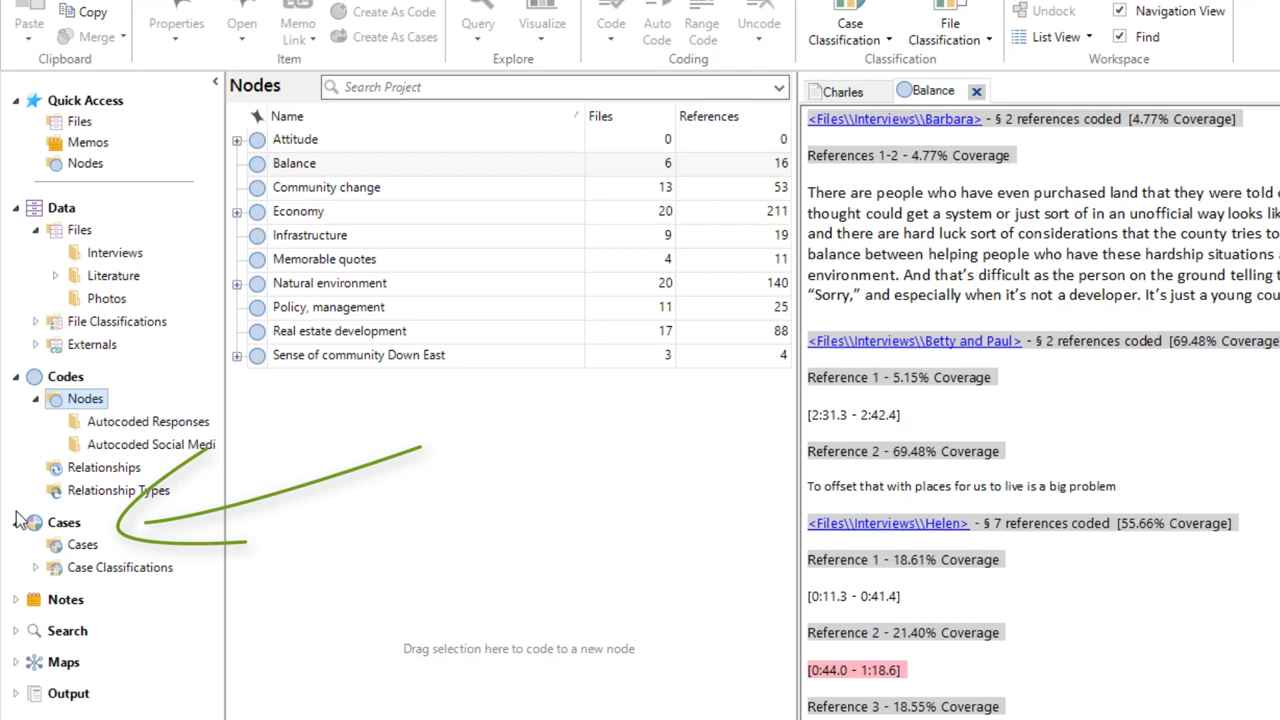 Paste
Copy
Merge
Clipboard
Properties
Open
Memo Link
Create As Code
Create As Cases
Item
Query
Visualize
Explore
Code
Auto Code
Range Code
Uncode
Coding
Case Classification
File Classification
Classification
Undock
List View
Navigation View
Find
Workspace
Quick Access
Files
Memos
Nodes
Data
Files
Interviews
Literature
Photos
File Classifications
Externals
Codes
Nodes
Autocoded Responses
Autocoded Social Medi
Relationships
Relationship Types
Cases
Cases
Case Classifications
Notes
Search
Maps
Output
Nodes
Search Project
Name Files References
Attitude 0 0
Balance 6 16
Community change 13 53
Economy 20 211
Infrastructure 9 19
Memorable quotes 4 11
Natural environment 20 140
Policy, management 11 25
Real estate development 17 88
Sense of community Down East 3 4
Drag selection here to code to a new node
Charles Balance
<Files\\Interviews\\Barbara> - § 2 references coded [4.77% Coverage]
References 1-2 - 4.77% Coverage
There are people who have even purchased land that they were told
thought could get a system or just sort of in an unofficial way looks li
and there are hard luck sort of considerations that the county tries to
balance between helping people who have these hardship situations
environment. And that's difficult as the person on the ground telling t
“Sorry,” and especially when it's not a developer. It's just a young cou
<Files\\Interviews\\Betty and Paul> - § 2 references coded [69.48% Coverage
Reference 1 - 5.15% Coverage
[2:31.3 - 2:42.4]
Reference 2 - 69.48% Coverage
To offset that with places for us to live is a big problem
<Files\\Interviews\\Helen> - § 7 references coded [55.66% Coverage]
Reference 1 - 18.61% Coverage
[0:11.3 - 0:41.4]
Reference 2 - 21.40% Coverage
[0:44.0 - 1:18.6]
Reference 3 - 18.55% Coverage